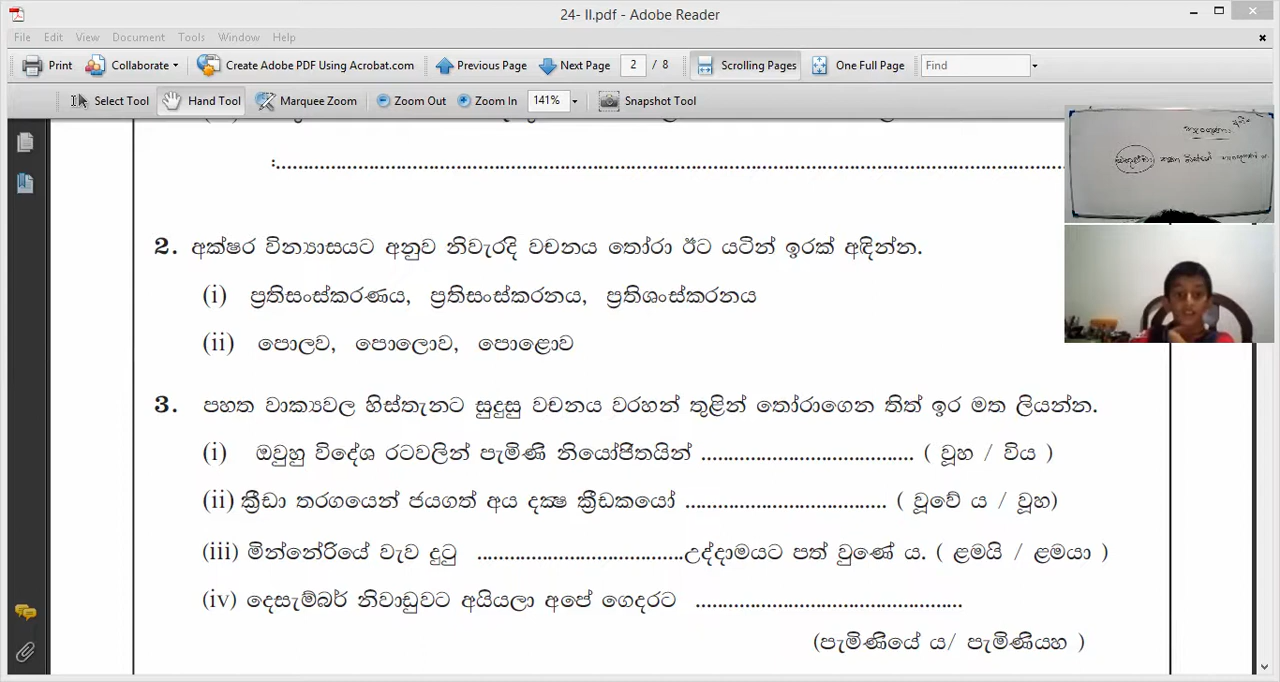 24- II.pdf - Adobe Reader
File Edit View Document Tools Window Help
Print Collaborate Create Adobe PDF Using Acrobat.com Previous Page Next Page 2 / 8 Scrolling Pages One Full Page Find
Select Tool Hand Tool Marquee Zoom Zoom Out Zoom In 141% Snapshot Tool
:........................................................................................................................
2. අක්ෂර වින්‍යාසයට අනුව නිවැරදි වචනය තෝරා ඊට යටින් ඉරක් අඳින්න.
(i) ප්‍රතිසංස්කරණය, ප්‍රතිසංස්කරනය, ප්‍රතිශංස්කරනය
(ii) පොලව, පොලොව, පොළොව
3. පහත වාක්‍යවල හිස්තැනට සුදුසු වචනය වරහන් තුළින් තෝරාගෙන තිත් ඉර මත ලියන්න.
(i) ඔවුහු විදේශ රටවලින් පැමිණි නියෝජිතයින් ....................................... ( වූහ / විය )
(ii) ක්‍රීඩා තරගයෙන් ජයගත් අය දක්‍ෂ ක්‍රීඩකයෝ ..................................... ( වූවේ ය / වූහ)
(iii) මින්නේරියේ වැව දුටු ......................................උද්දාමයට පත් වුණේ ය. ( ළමයි / ළමයා )
(iv) දෙසැම්බර් නිවාඩුවට අයියලා අපේ ගෙදරට .................................................
(පැමිණියේ ය/ පැමිණියහ )